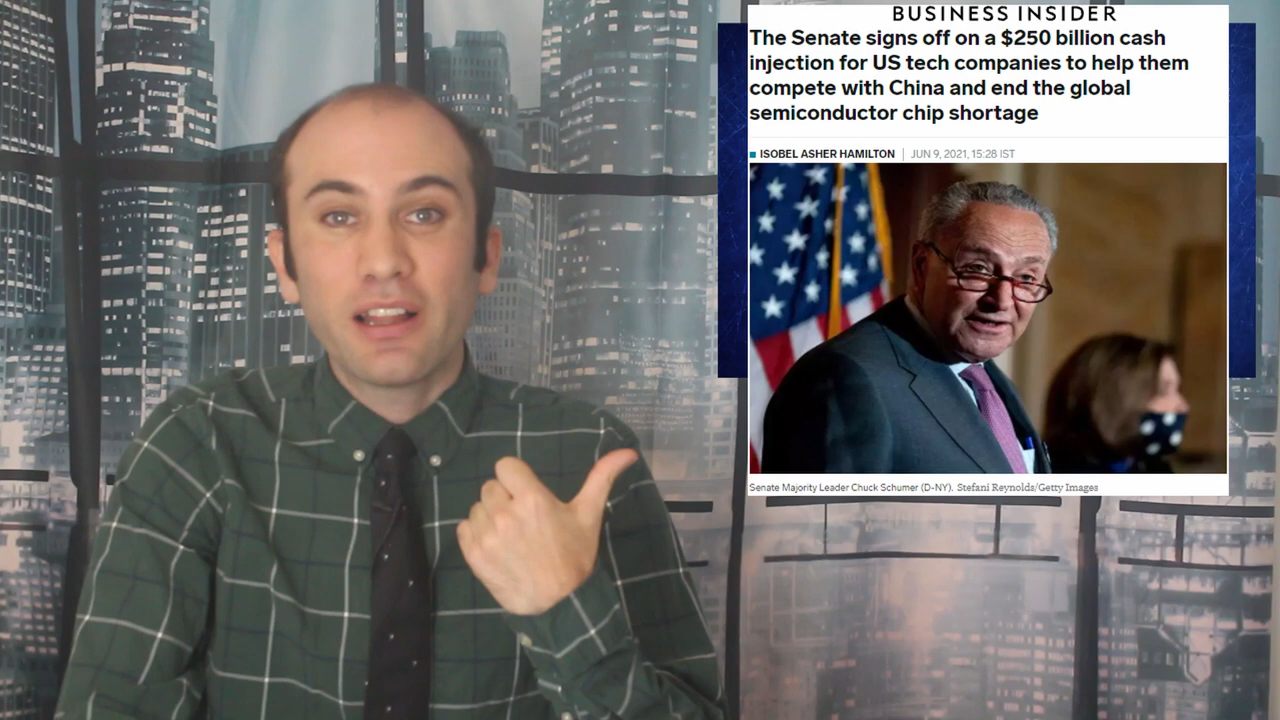 BUSINESS INSIDER
The Senate signs off on a $250 billion cash
injection for US tech companies to help them
compete with China and end the global
semiconductor chip shortage
ISOBEL ASHER HAMILTON | JUN 9, 2021, 15:28 IST
Senate Majority Leader Chuck Schumer (D-NY). Stefani Reynolds/Getty Images